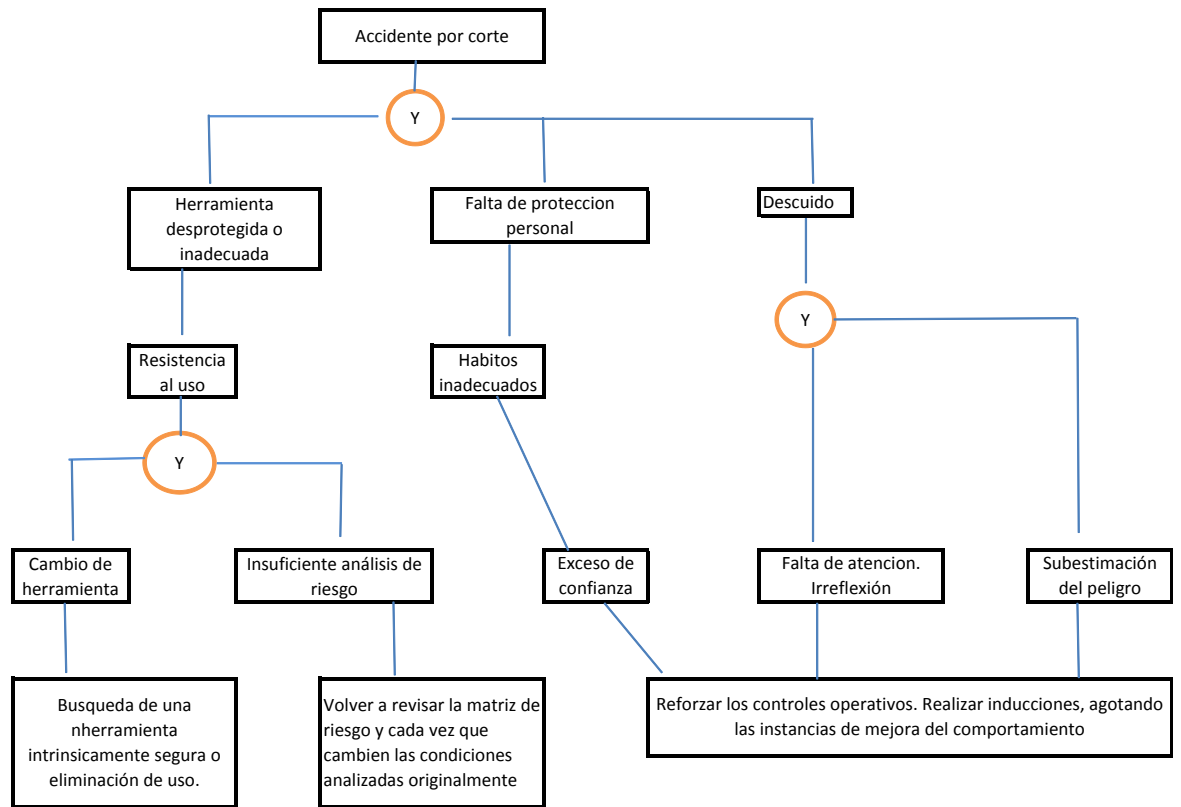 Accidente por corte
Y
Herramienta
desprotegida o
inadecuada
Falta de proteccion
personal
Descuido
Y
Resistencia
al uso
Habitos
inadecuados
Y
Cambio de
herramienta
Insuficiente análisis de
riesgo
Exceso de
confianza
Falta de atencion.
Irreflexión
Subestimación
del peligro
Busqueda de una
nherramienta
intrinsicamente segura o
eliminación de uso.
Volver a revisar la matriz de
riesgo y cada vez que
cambien las condiciones
analizadas originalmente
Reforzar los controles operativos. Realizar inducciones, agotando
las instancias de mejora del comportamiento